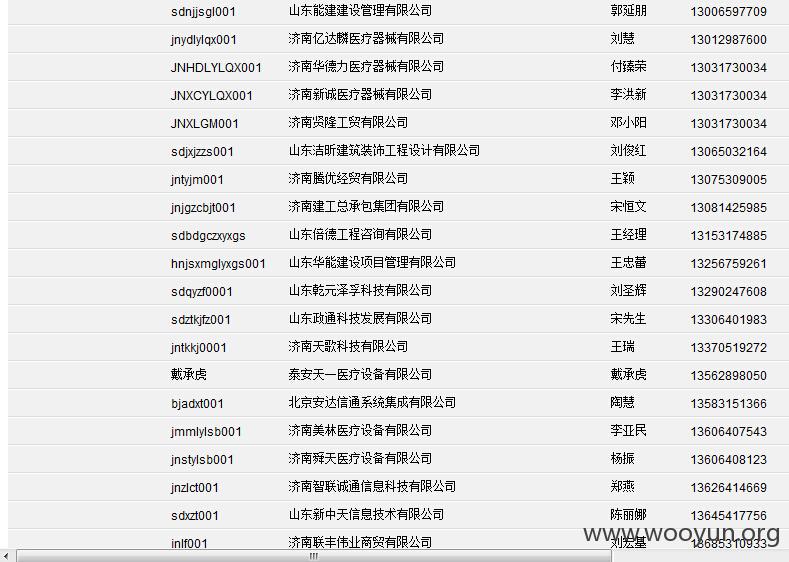 sdnjjsgl001 山东能建建设管理有限公司 郭延朋 13006597709
jnydlylqx001 济南亿达麟医疗器械有限公司 刘慧 13012987600
JNHDLYLQX001 济南华德力医疗器械有限公司 付臻荣 13031730034
JNXCYLQX001 济南新诚医疗器械有限公司 李洪新 13031730034
JNXLGM001 济南贤隆工贸有限公司 邓小阳 13031730034
sdjxjzzs001 山东洁昕建筑装饰工程设计有限公司 刘俊红 13065032164
jntyjm001 济南腾优经贸有限公司 王颖 13075309005
jnjgzcbjt001 济南建工总承包集团有限公司 宋恒文 13081425985
sdbdgczxyxgs 山东倍德工程咨询有限公司 王经理 13153174885
hnjsxmglyxgs001 山东华能建设项目管理有限公司 王忠蕾 13256759261
sdqyzf0001 山东乾元泽孚科技有限公司 刘圣辉 13290247608
sdztkjfz001 山东政通科技发展有限公司 宋先生 13306401983
jntkkj0001 济南天歌科技有限公司 王瑞 13370519272
戴承虎 泰安天一医疗设备有限公司 戴承虎 13562898050
bjadxt001 北京安达信通系统集成有限公司 陶慧 13583151366
jmmlylsb001 济南美林医疗设备有限公司 李亚民 13606407543
jnstylsb001 济南舜天医疗设备有限公司 杨振 13606408123
jnzlct001 济南智联诚通信息科技有限公司 郑燕 13626414669
sdxzt001 山东新中天信息技术有限公司 陈丽娜 13645417756
jnlf001 济南联丰伟业商贸有限公司 刘宏基 13685310933
www.wooyun.org